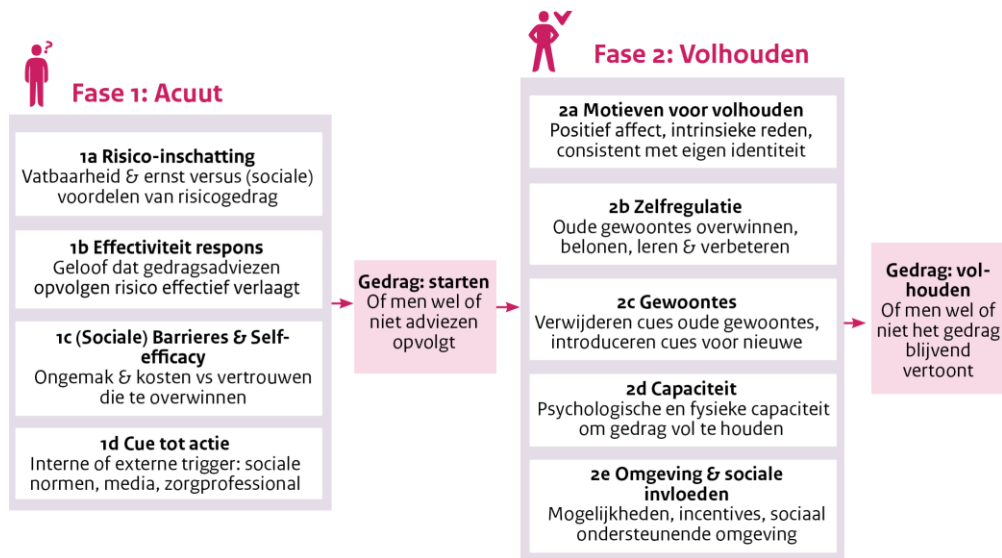 ?
Fase 1: Acuut
1a Risico-inschatting
Vatbaarheid & ernst versus (sociale)
voordelen van risicogedrag
1b Effectiviteit respons
Geloof dat gedragsadviezen
opvolgen risico effectief verlaagt
1c (Sociale) Barrieres & Self-
efficacy
Ongemak & kosten vs vertrouwen
die te overwinnen
1d Cue tot actie
Interne of externe trigger: sociale
normen, media, zorgprofessional
Gedrag: starten
Of men wel of
niet adviezen
opvolgt
Fase 2: Volhouden
2a Motieven voor volhouden
Positief affect, intrinsieke reden,
consistent met eigen identiteit
2b Zelfregulatie
Oude gewoontes overwinnen,
belonen, leren & verbeteren
2c Gewoontes
Verwijderen cues oude gewoontes,
introduceren cues voor nieuwe
2d Capaciteit
Psychologische en fysieke capaciteit
om gedrag vol te houden
2e Omgeving & sociale
invloeden
Mogelijkheden, incentives, sociaal
ondersteunende omgeving
Gedrag: vol-
houden
Of men wel of
niet het gedrag
blijvend
vertoont